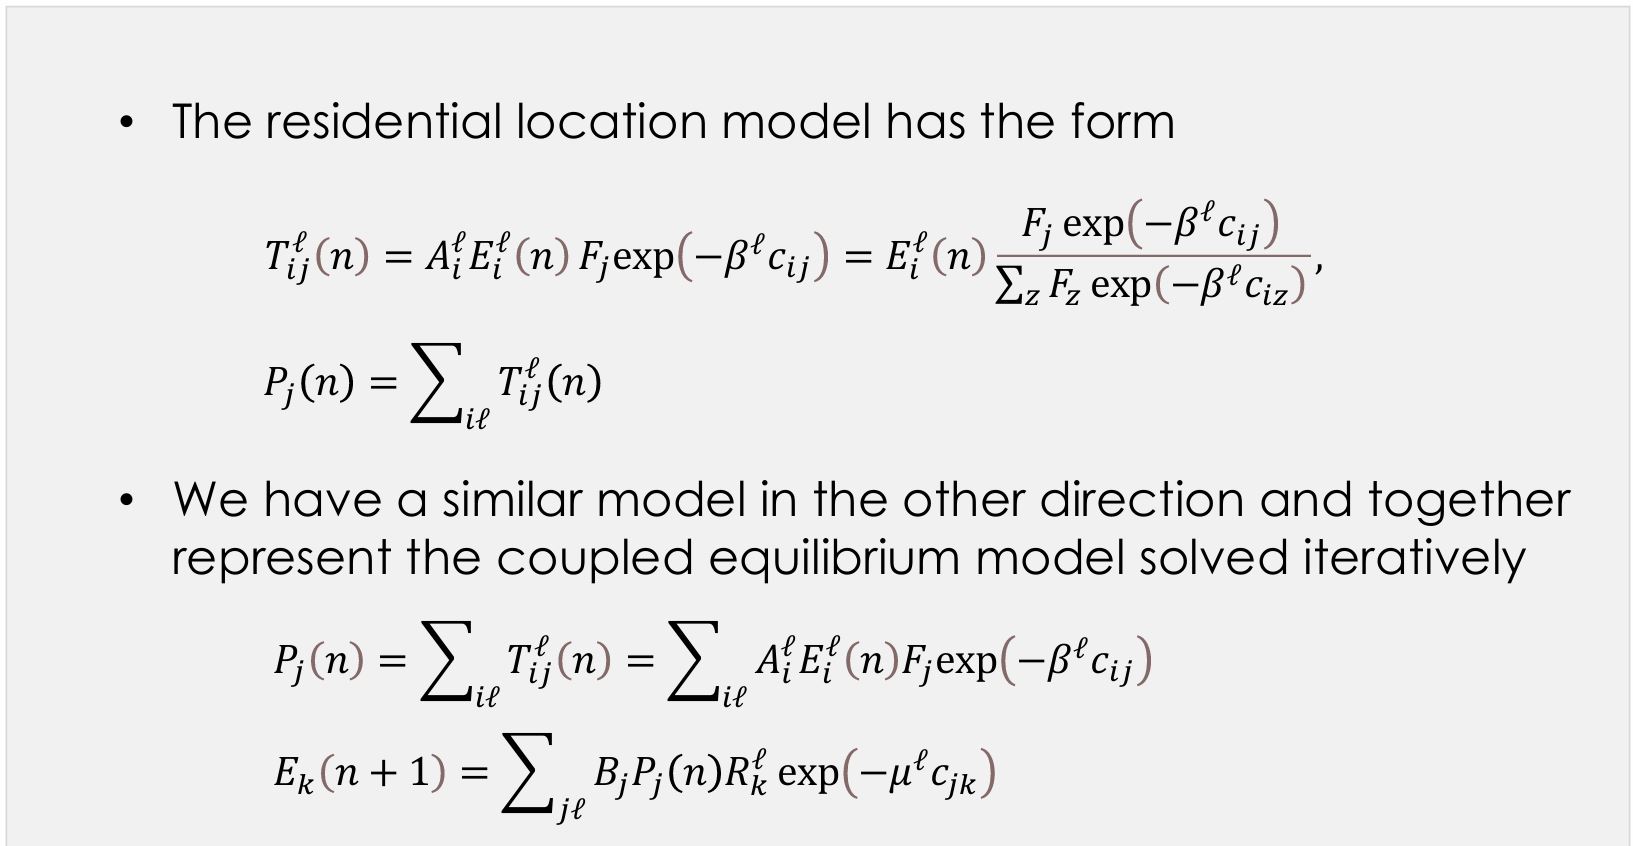 • The residential location model has the form
$T_{ij}^{\ell}(n) = A_i^{\ell} E_i^{\ell}(n) \, F_j \exp(-\beta^{\ell} c_{ij}) = E_i^{\ell}(n) \frac{F_j \exp(-\beta^{\ell} c_{ij})}{\sum_z F_z \exp(-\beta^{\ell} c_{iz})},$
$P_j(n) = \sum_{i\ell} T_{ij}^{\ell}(n)$
• We have a similar model in the other direction and together
represent the coupled equilibrium model solved iteratively
$P_j(n) = \sum_{i\ell} T_{ij}^{\ell}(n) = \sum_{i\ell} A_i^{\ell} E_i^{\ell}(n) F_j \exp(-\beta^{\ell} c_{ij})$
$E_k(n+1) = \sum_{j\ell} B_j P_j(n) R_k^{\ell} \exp(-\mu^{\ell} c_{jk})$